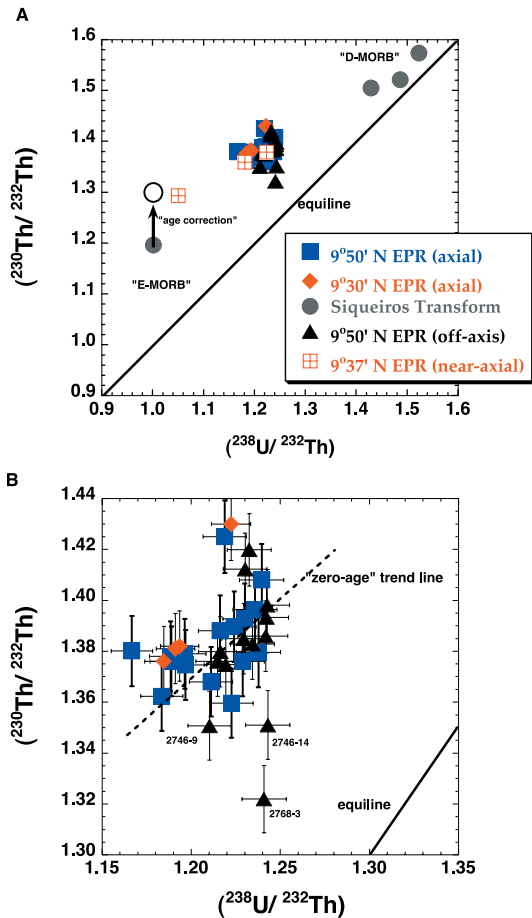 A
1.6
1.5
1.4
1.3
1.2
1.1
1.0
0.9
(²³⁰Th/ ²³²Th)
"D-MORB"
"age correction"
"E-MORB"
equiline
9°50' N EPR (axial)
9°30' N EPR (axial)
Siqueiros Transform
9°50' N EPR (off-axis)
9°37' N EPR (near-axial)
0.9 1.0 1.1 1.2 1.3 1.4 1.5 1.6
(²³⁸U/ ²³²Th)
B
1.44
1.42
1.40
1.38
1.36
1.34
1.32
1.30
(²³⁰Th/ ²³²Th)
"zero-age" trend line
2746-9
2746-14
2768-3
equiline
1.15 1.20 1.25 1.30 1.35
(²³⁸U/ ²³²Th)